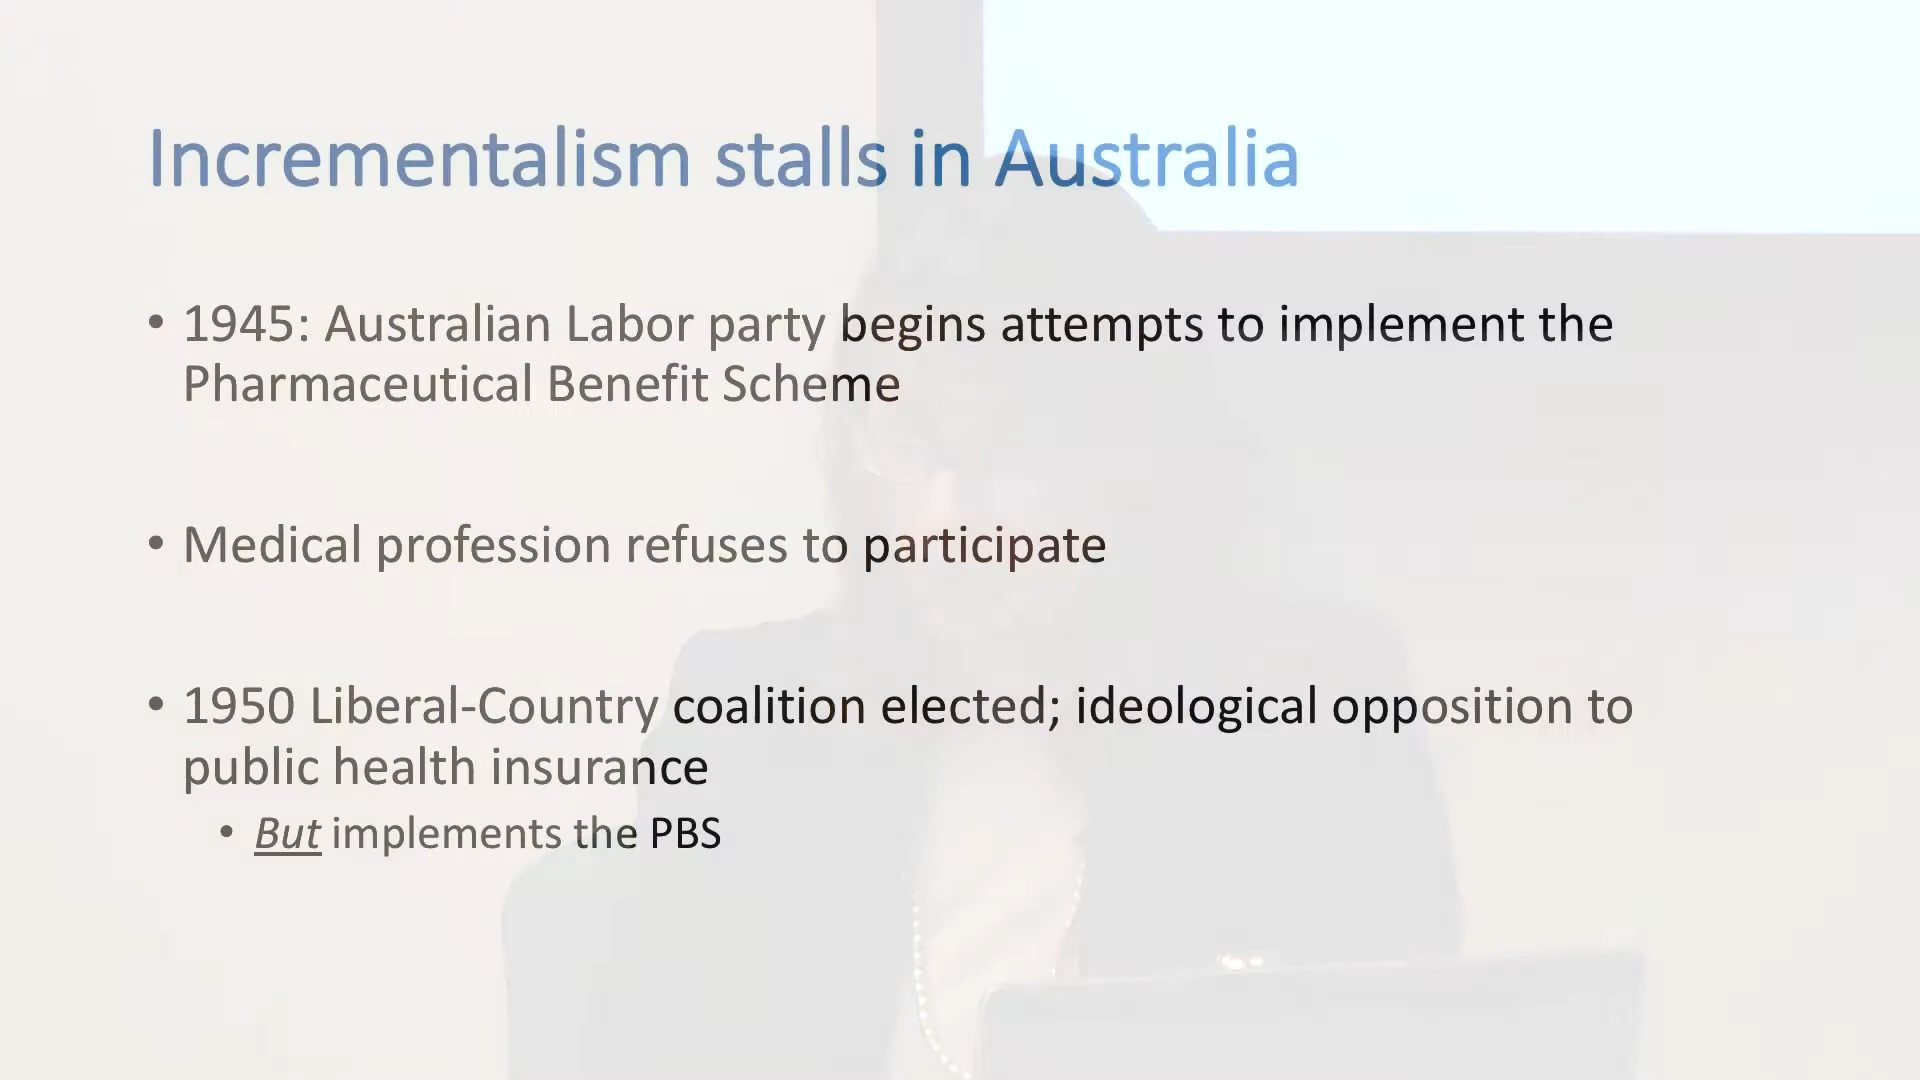 Incrementalism stalls in Australia
• 1945: Australian Labor party begins attempts to implement the
Pharmaceutical Benefit Scheme
• Medical profession refuses to participate
• 1950 Liberal-Country coalition elected; ideological opposition to
public health insurance
• But implements the PBS